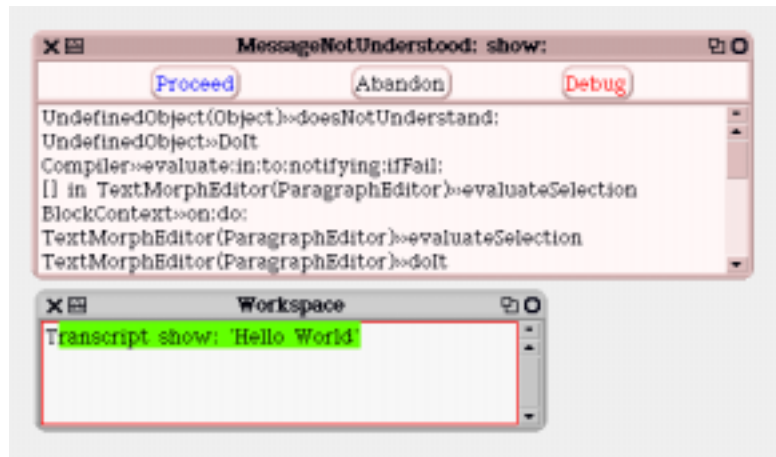 MessageNotUnderstood: show:
Proceed Abandon Debug
UndefinedObject(Object)»doesNotUnderstand:
UndefinedObject»DoIt
Compiler»evaluate:in:to:notifying:ifFail:
[] in TextMorphEditor(ParagraphEditor)»evaluateSelection
BlockContext»on:do:
TextMorphEditor(ParagraphEditor)»evaluateSelection
TextMorphEditor(ParagraphEditor)»doIt
Workspace
Transcript show: 'Hello World'